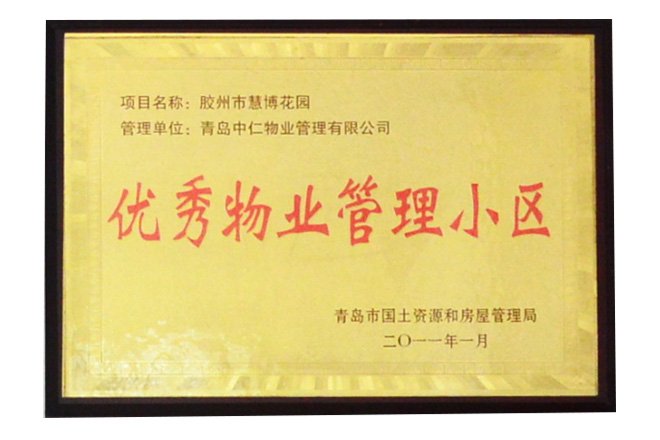 项目名称：胶州市慧博花园
管理单位：青岛中仁物业管理有限公司
优秀物业管理小区
青岛市国土资源和房屋管理局
二〇一一年一月